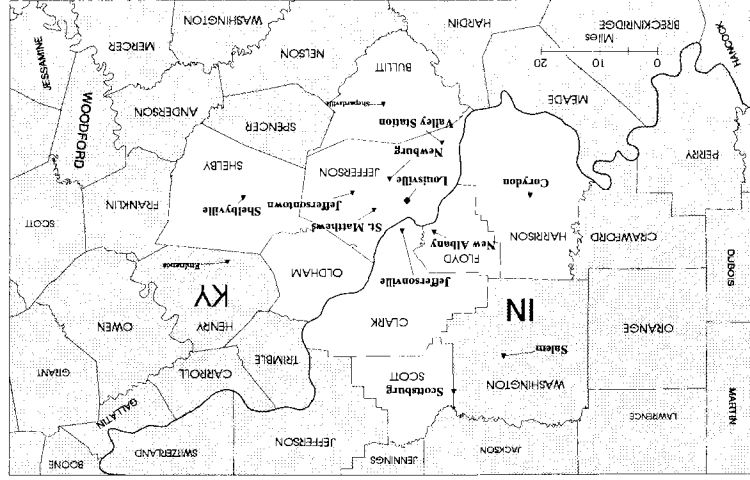 JACKSON
JENNINGS
JEFFERSON
SWITZERLAND
BOONE
LAWRENCE
GALLATIN
MARTIN
WASHINGTON
Scottsburg
SCOTT
CARROLL
GRANT
Salem
TRIMBLE
ORANGE
IN
CLARK
HENRY
OWEN
KY
DUBOIS
Jeffersonville
OLDHAM
Eminence
CRAWFORD
HARRISON
FLOYD
New Albany
St. Matthews
SCOTT
Corydon
Louisville
Jeffersontown
Shelbyville
FRANKLIN
PERRY
Newburg
JEFFERSON
SHELBY
Valley Station
SPENCER
ANDERSON
WOODFORD
MEADE
Shepardsville
BULLITT
HANCOCK
20 10 0
Miles
NELSON
MERCER
JESSAMINE
BRECKINRIDGE
HARDIN
WASHINGTON